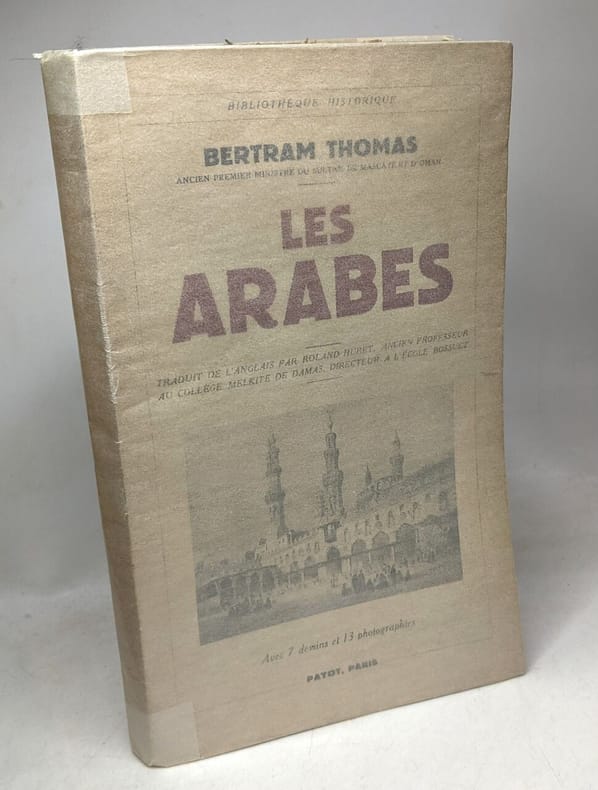 BIBLIOTHÈQUE HISTORIQUE
BERTRAM THOMAS
ANCIEN PREMIER MINISTRE DU SULTAN DE MASCATE ET D'OMAN
LES
ARABES
TRADUIT DE L'ANGLAIS PAR ROLAND HURET, ANCIEN PROFESSEUR
AU COLLÈGE MELKITE DE DAMAS, DIRECTEUR A L'ÉCOLE BOSSUET
Avec 7 dessins et 13 photographies
PAYOT, PARIS